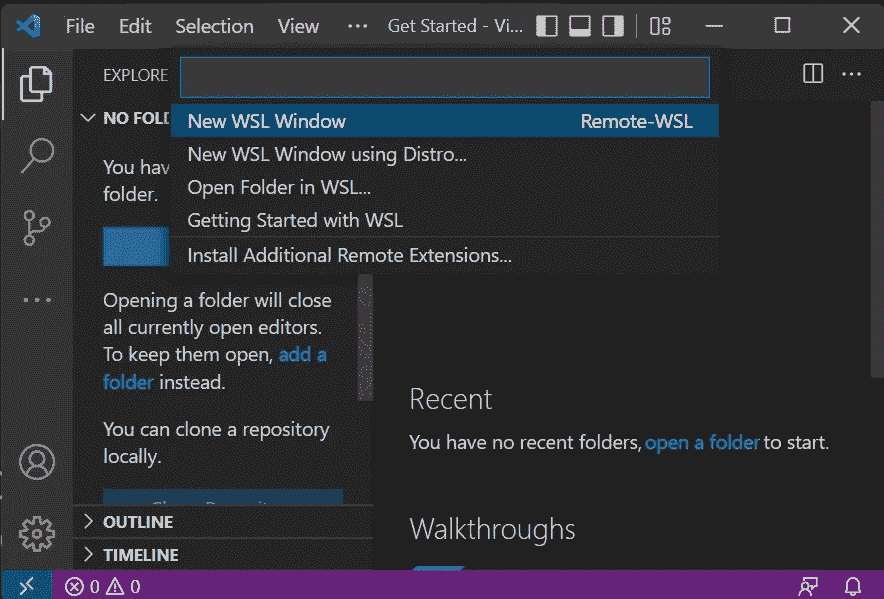 File Edit Selection View ··· Get Started - Vi...
EXPLORE
NO FOL
New WSL Window Remote-WSL
New WSL Window using Distro...
Open Folder in WSL...
Getting Started with WSL
Install Additional Remote Extensions...
You hav
folder.
Opening a folder will close
all currently open editors.
To keep them open, add a
folder instead.
You can clone a repository
locally.
OUTLINE
TIMELINE
Recent
You have no recent folders, open a folder to start.
Walkthroughs
0 0